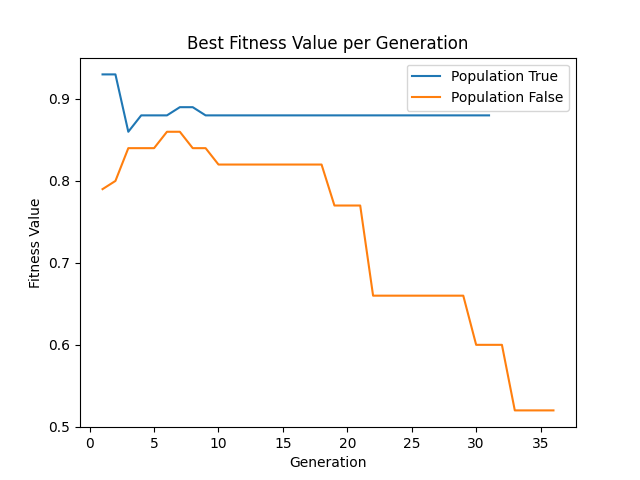 Best Fitness Value per Generation
Population True
Population False
Fitness Value
0.9
0.8
0.7
0.6
0.5
0
5
10
15
20
25
30
35
Generation